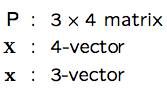 P : 3 × 4 matrix
X : 4-vector
x : 3-vector